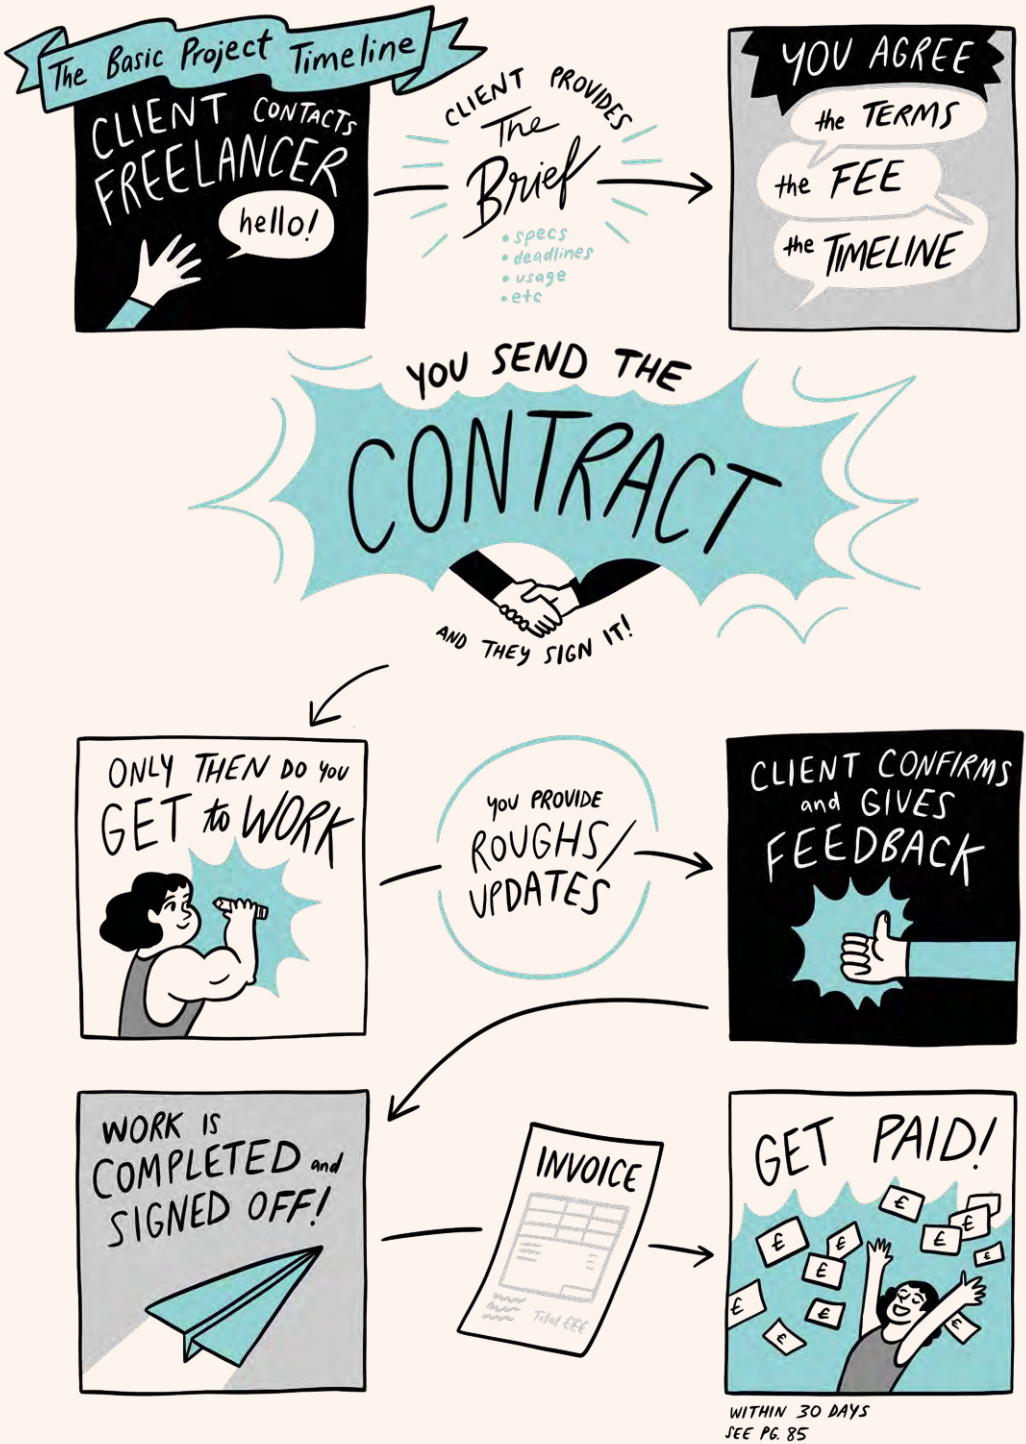 The Basic Project Timeline
CLIENT CONTACTS
FREELANCER
hello!
CLIENT PROVIDES
The
Brief
• specs
• deadlines
• usage
• etc
YOU AGREE
the TERMS
the FEE
the TIMELINE
YOU SEND THE
CONTRACT
AND THEY SIGN IT!
ONLY THEN DO YOU
GET to WORK
YOU PROVIDE
ROUGHS/
UPDATES
CLIENT CONFIRMS
and GIVES
FEEDBACK
WORK IS
COMPLETED and
SIGNED OFF!
INVOICE
Total £££
GET PAID!
£
£
£
£
£
£
£
£
£
£
WITHIN 30 DAYS
SEE PG. 85